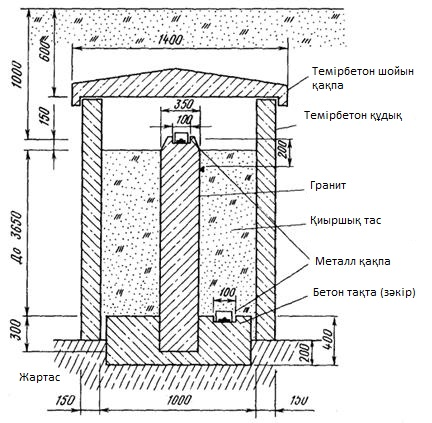 1400
1000
600
150
350
100
200
Темірбетон шойын
қақпа
Темірбетон құдық
Гранит
Қиыршық тас
До 3650
Металл қақпа
100
Бетон тақта (зәкір)
300
200
400
Жартас
150
1000
150